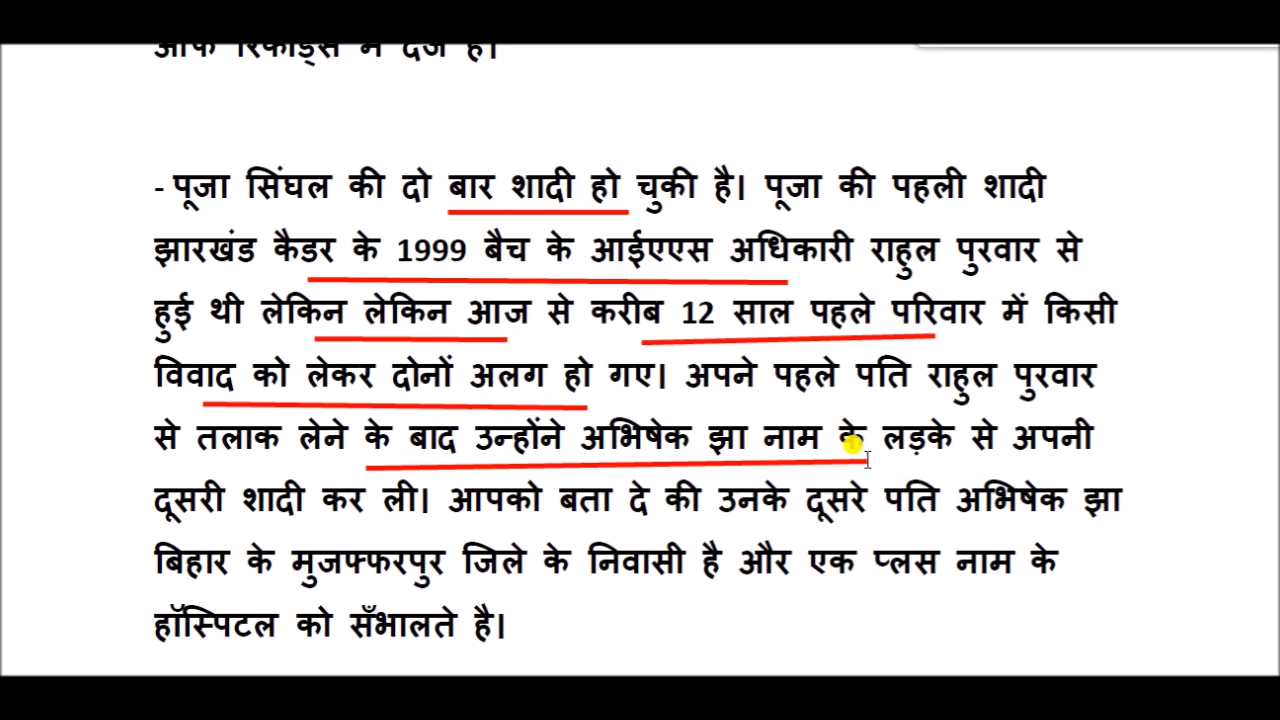 ऑफ रिकॉर्ड्स में दर्ज है।
- पूजा सिंघल की दो बार शादी हो चुकी है। पूजा की पहली शादी
झारखंड कैडर के 1999 बैच के आईएएस अधिकारी राहुल पुरवार से
हुई थी लेकिन लेकिन आज से करीब 12 साल पहले परिवार में किसी
विवाद को लेकर दोनों अलग हो गए। अपने पहले पति राहुल पुरवार
से तलाक लेने के बाद उन्होंने अभिषेक झा नाम के लड़के से अपनी
दूसरी शादी कर ली। आपको बता दे की उनके दूसरे पति अभिषेक झा
बिहार के मुजफ्फरपुर जिले के निवासी है और एक प्लस नाम के
हॉस्पिटल को सँभालते है।